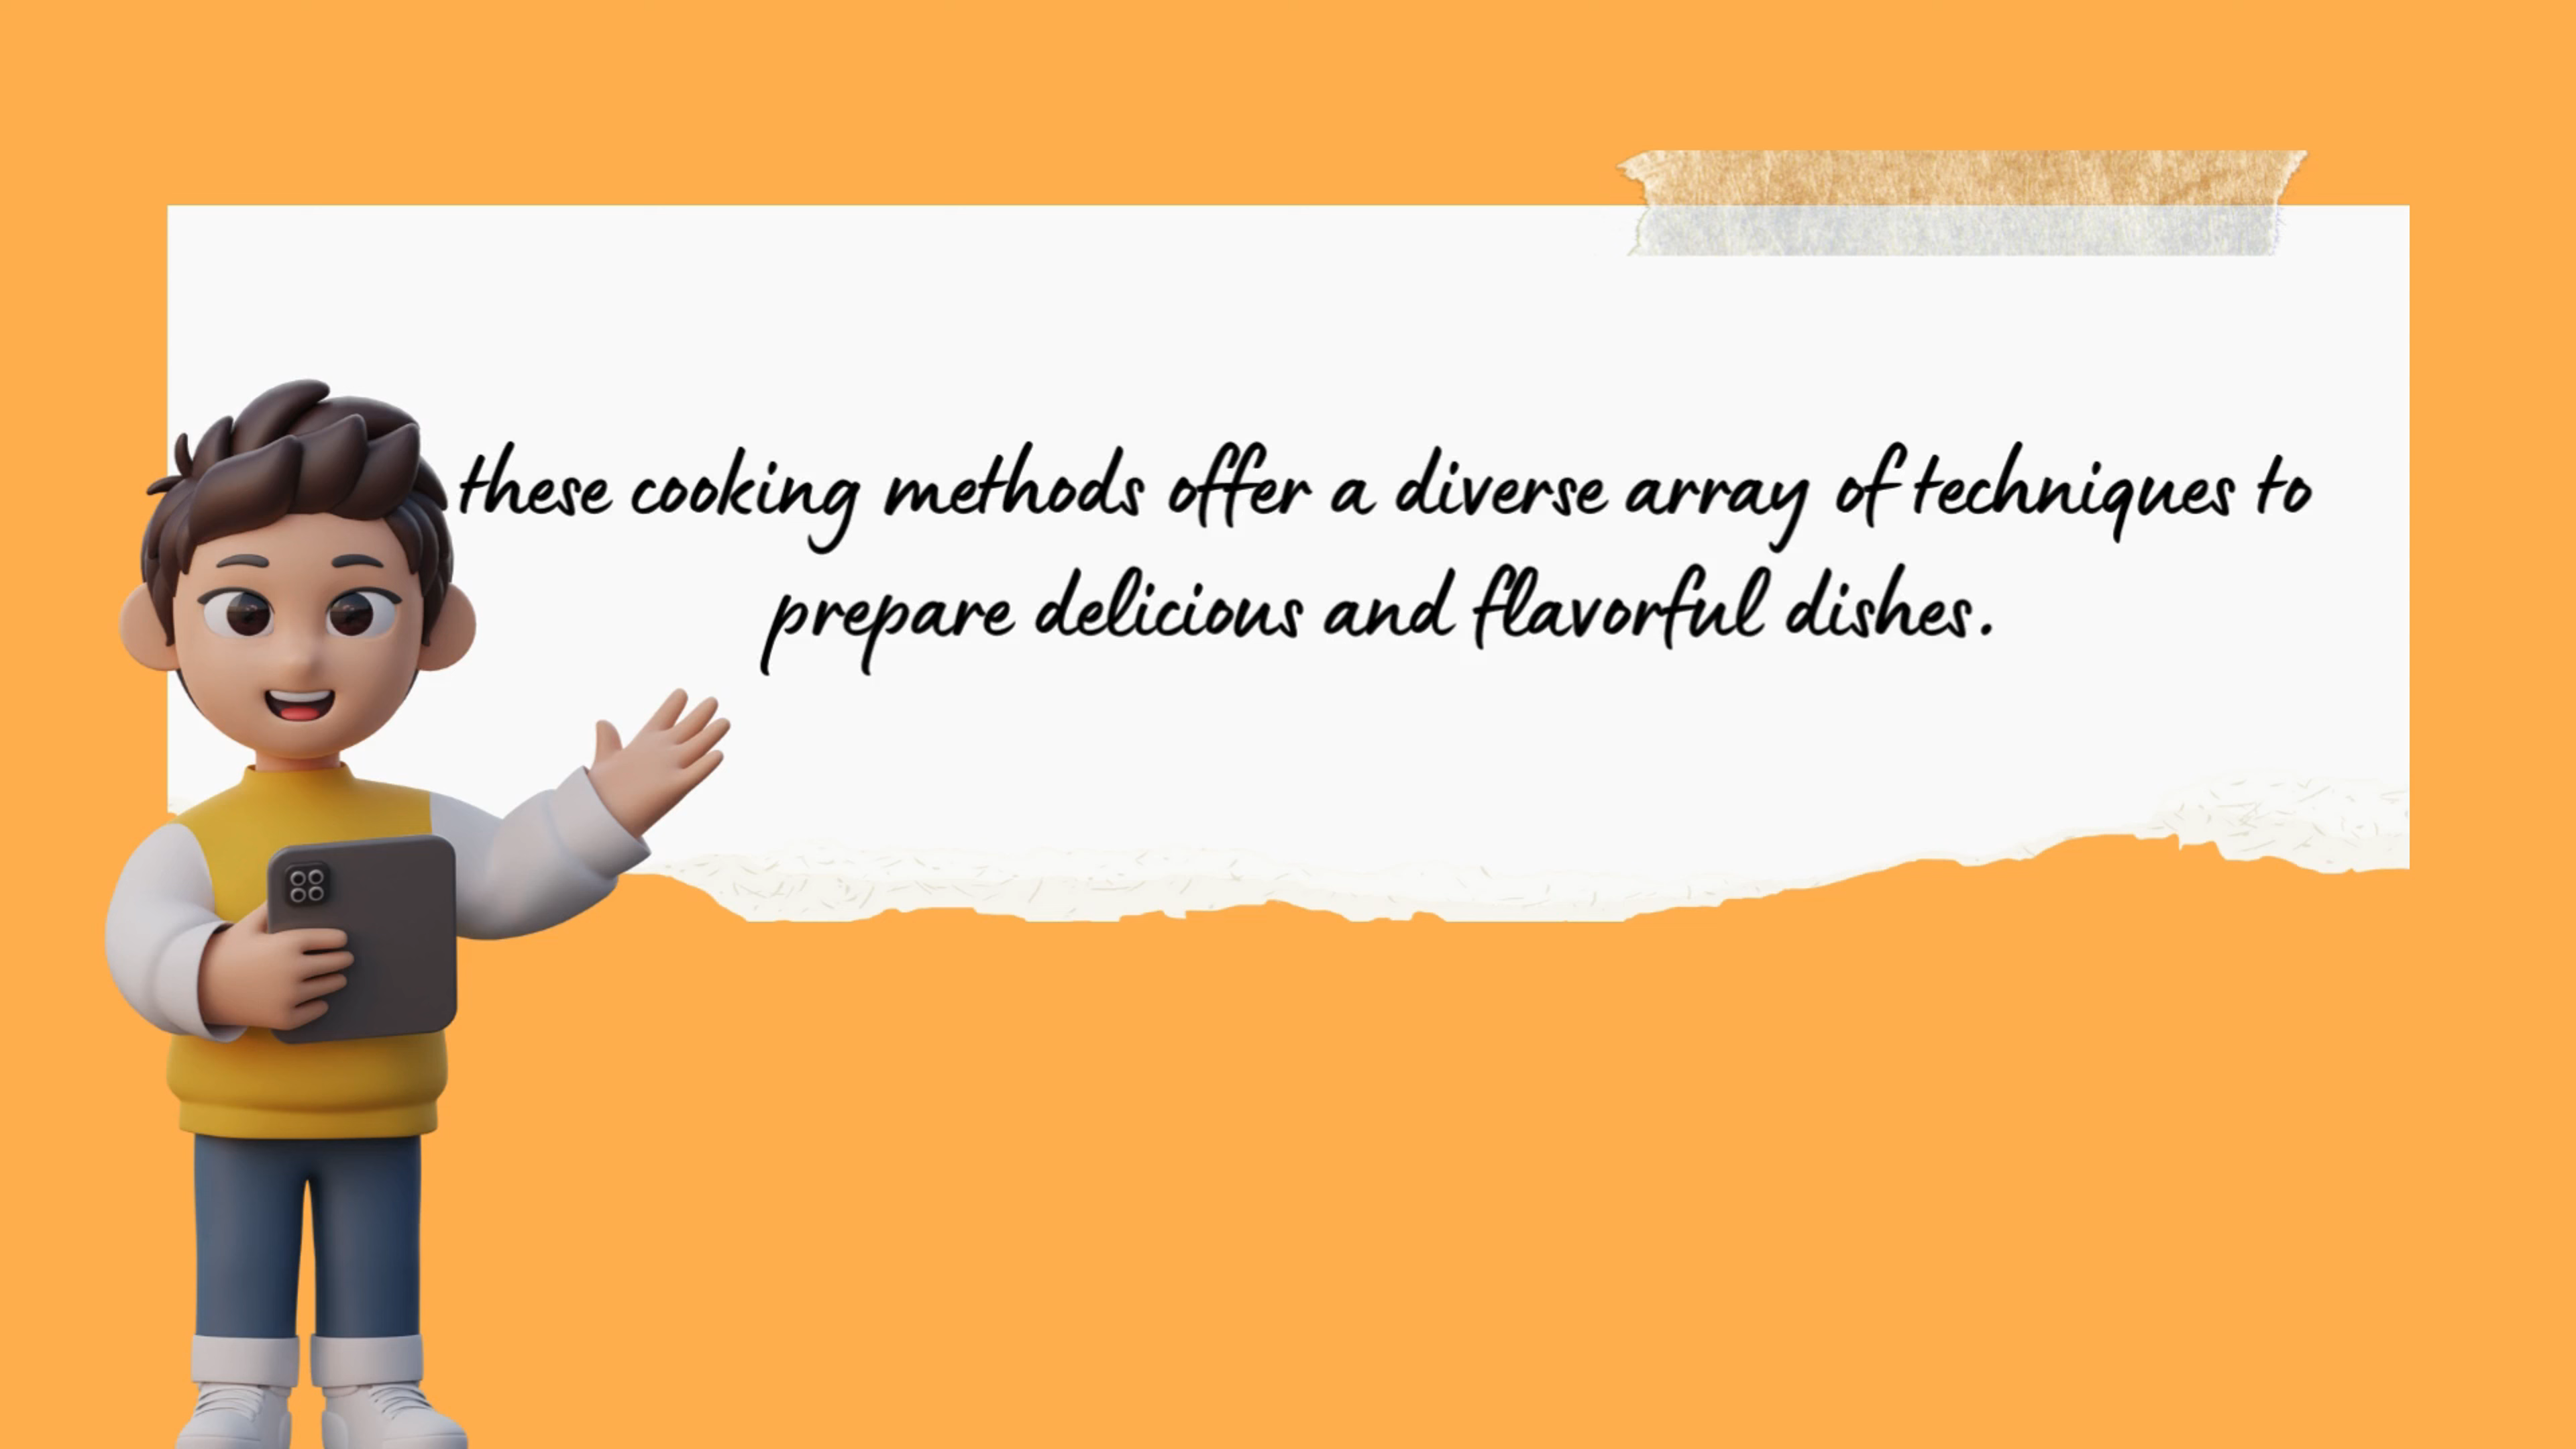 these cooking methods offer a diverse array of techniques to
prepare delicious and flavorful dishes.